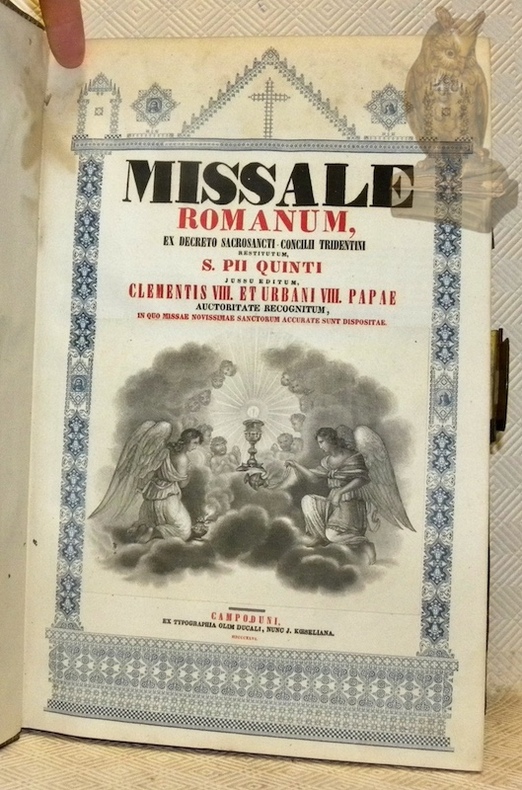 MISSALE
ROMANUM,
EX DECRETO SACROSANCTI CONCILII TRIDENTINI
RESTITUTUM,
S. PII QUINTI
JUSSU EDITUM,
CLEMENTIS VIII. ET URBANI VIII. PAPAE
AUCTORITATE RECOGNITUM,
IN QUO MISSAE NOVISSIMAE SANCTORUM ACCURATE SUNT DISPOSITAE.
CAMPODUNI,
EX TYPOGRAPHIA OLIM DUCALI, NUNC J. KOESELIANA.